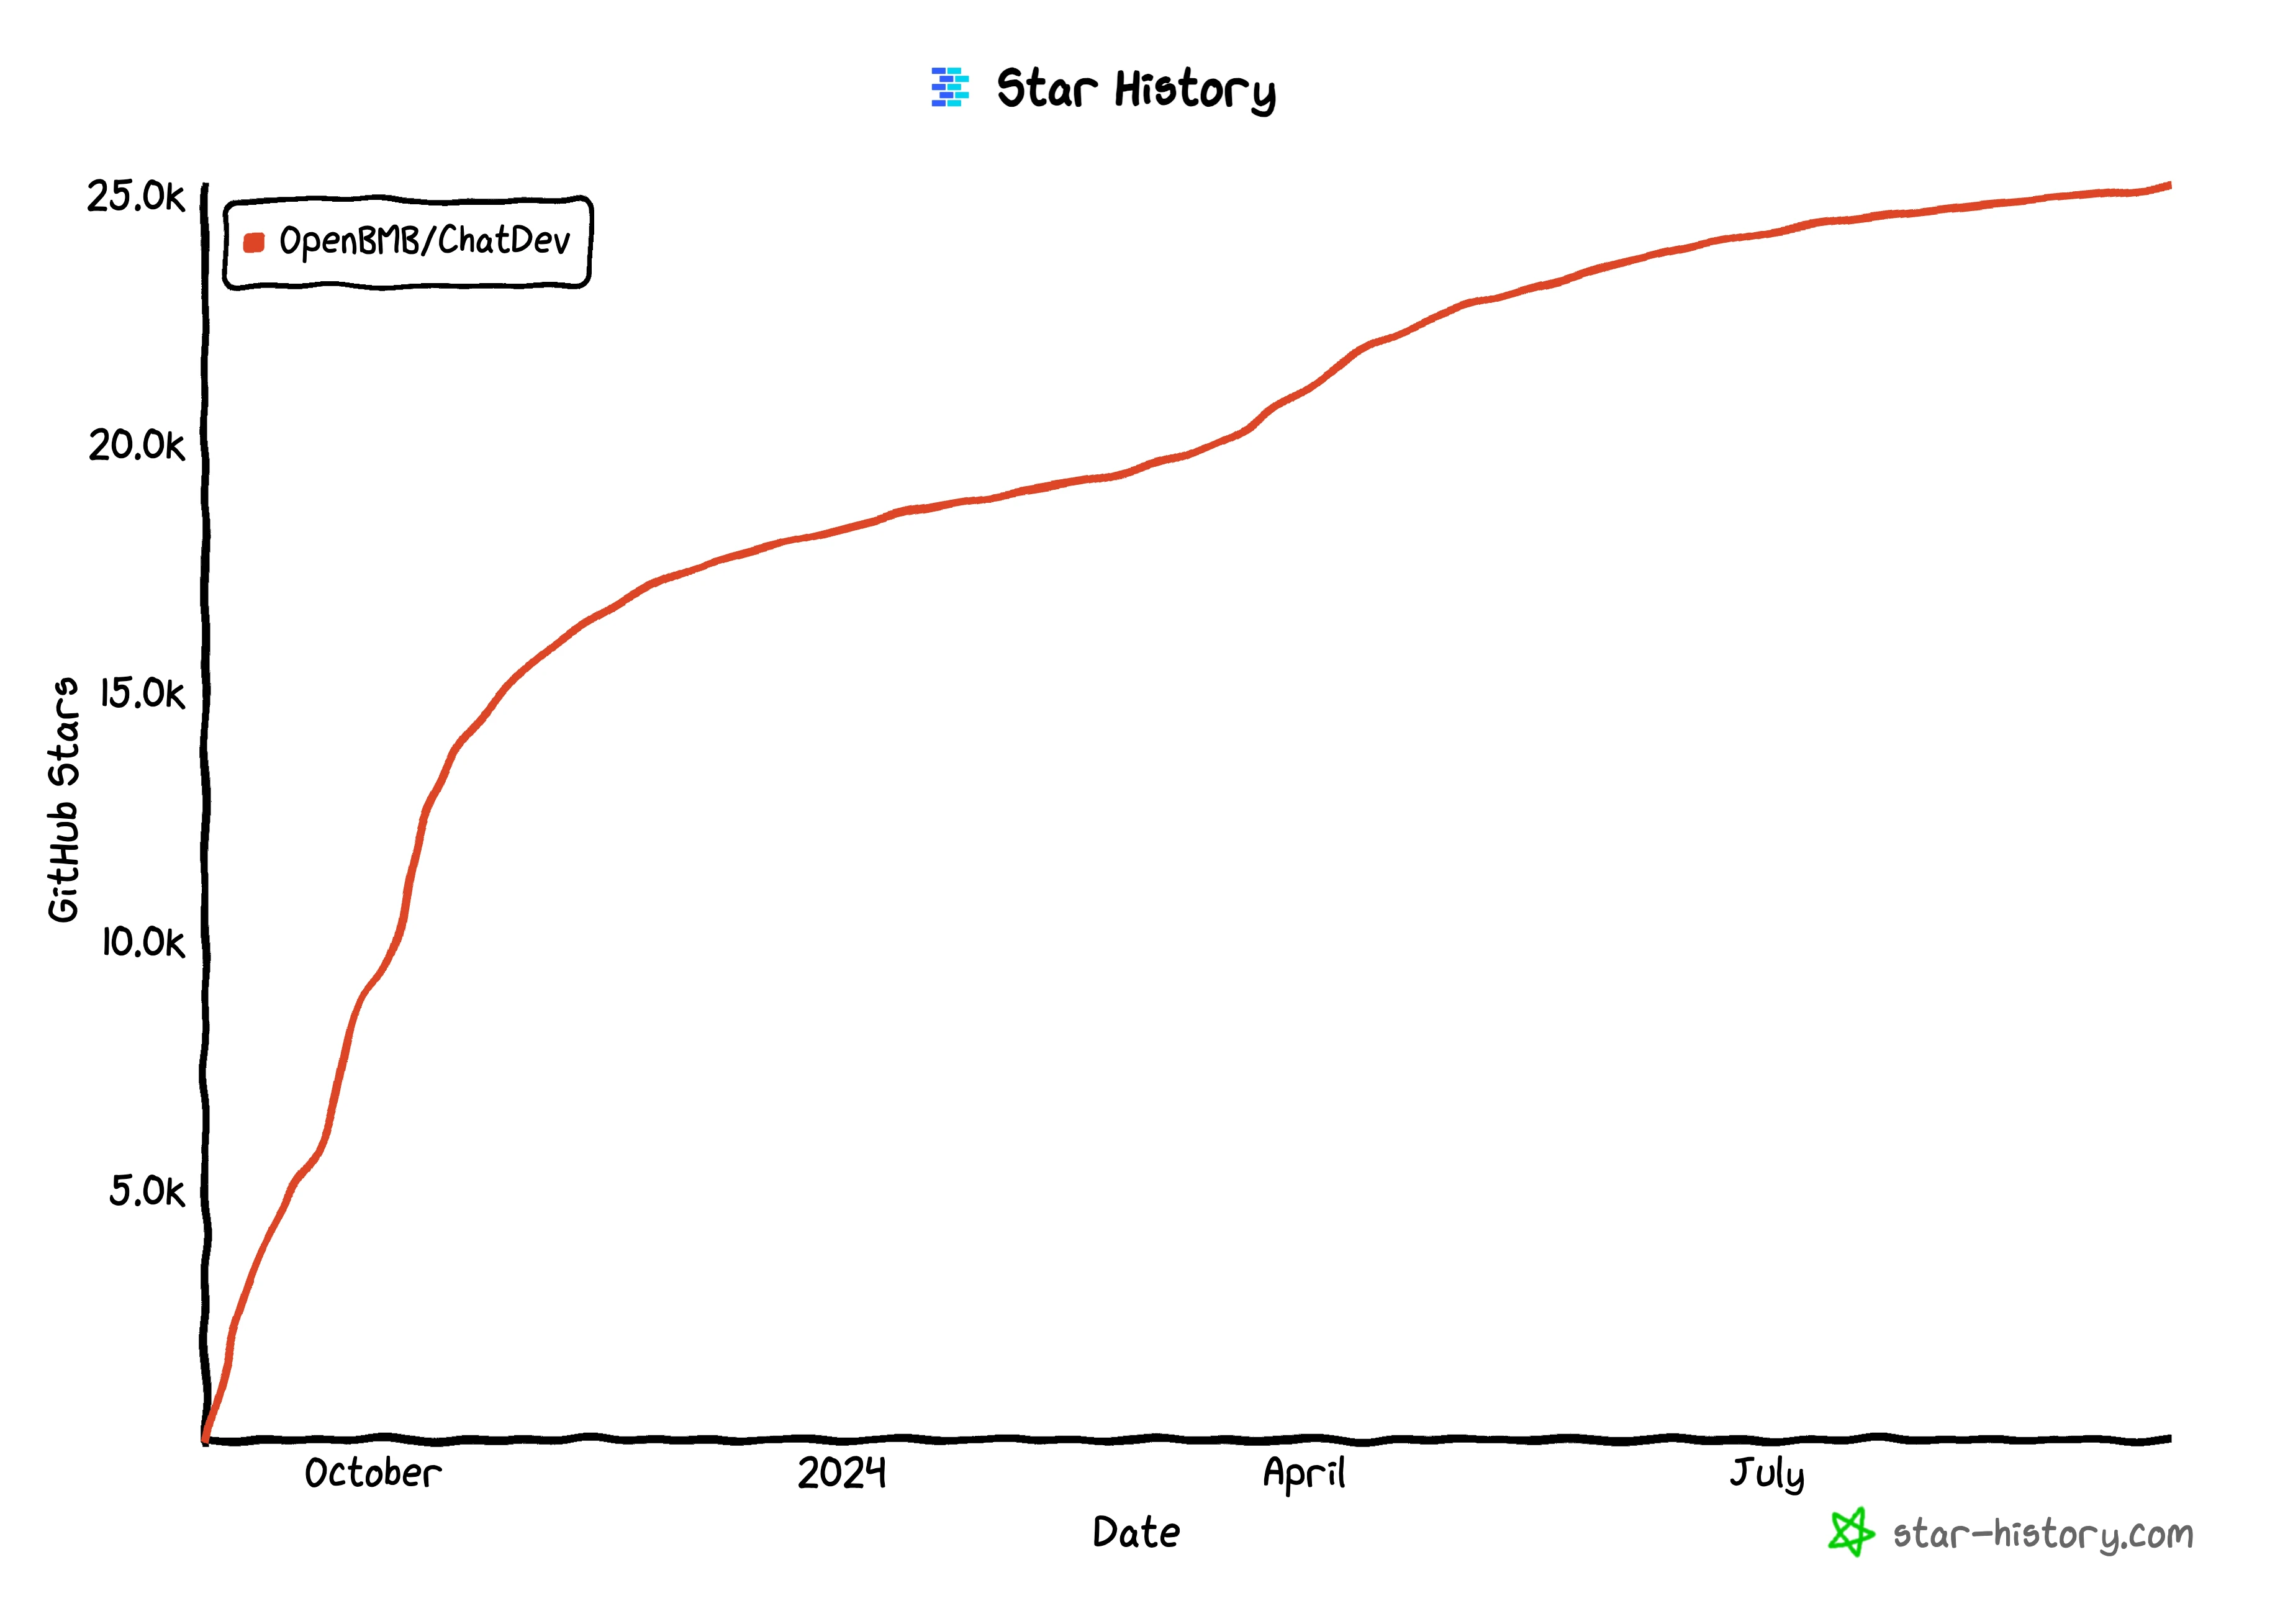 Star History
25.0k
OpenBMB/ChatDev
20.0k
15.0k
GitHub Stars
10.0k
5.0k
October
2024
April
July
Date
star-history.com